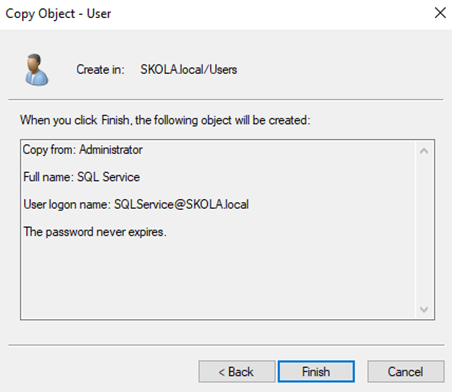 Copy Object - User
Create in: SKOLA.local/Users
When you click Finish, the following object will be created:
Copy from: Administrator
Full name: SQL Service
User logon name: SQLService@SKOLA.local
The password never expires.
< Back Finish Cancel